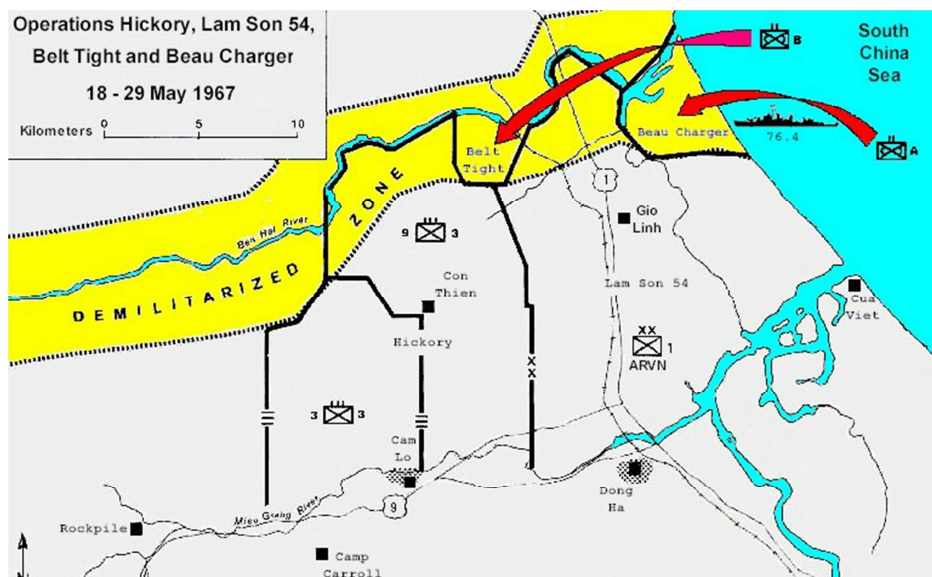 Operations Hickory, Lam Son 54,
Belt Tight and Beau Charger
18 - 29 May 1967
Kilometers 0 5 10
South
China
Sea
B
A
76.4
Beau Charger
Belt
Tight
1
Ben Hai River
DEMILITARIZED ZONE
Gio
Linh
9 3
Con
Thien
Lam Son 54
Cua
Viet
Hickory
XX
1
ARVN
XX
3 3
Cam
Lo
Dong
Ha
Mieu Giang River
9
Rockpile
Camp
Carroll